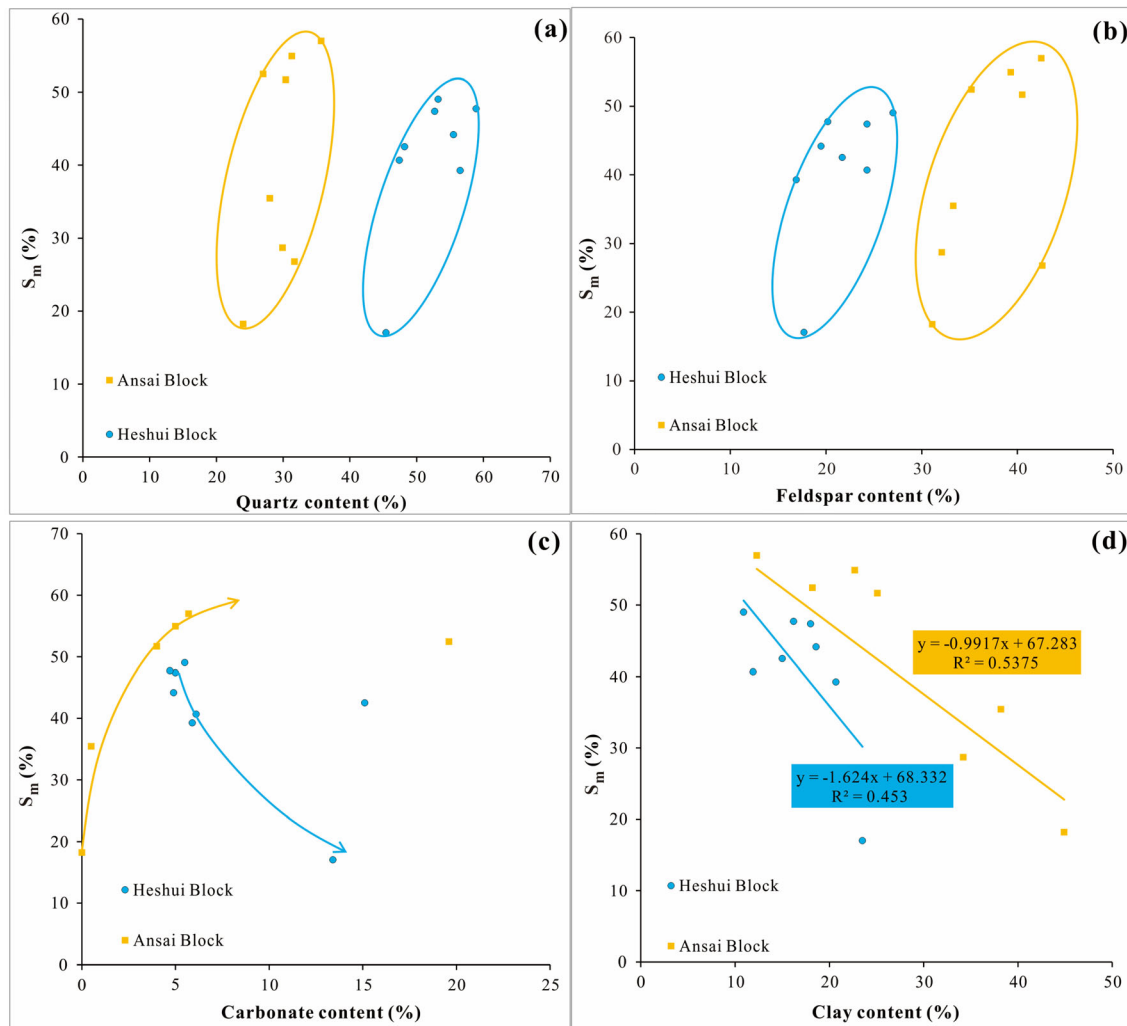 (a)
60
50
40
30
20
10
0
Sm (%)
Ansai Block
Heshui Block
0 10 20 30 40 50 60 70
Quartz content (%)
(b)
60
50
40
30
20
10
0
Sm (%)
Heshui Block
Ansai Block
10 20 30 40 50
Feldspar content (%)
(c)
70
60
50
40
30
20
10
0
Sm (%)
Heshui Block
Ansai Block
0 5 10 15 20 25
Carbonate content (%)
(d)
60
50
40
30
20
10
0
Sm (%)
y = -0.9917x + 67.283
R² = 0.5375
y = -1.624x + 68.332
R² = 0.453
Heshui Block
Ansai Block
0 10 20 30 40 50
Clay content (%)